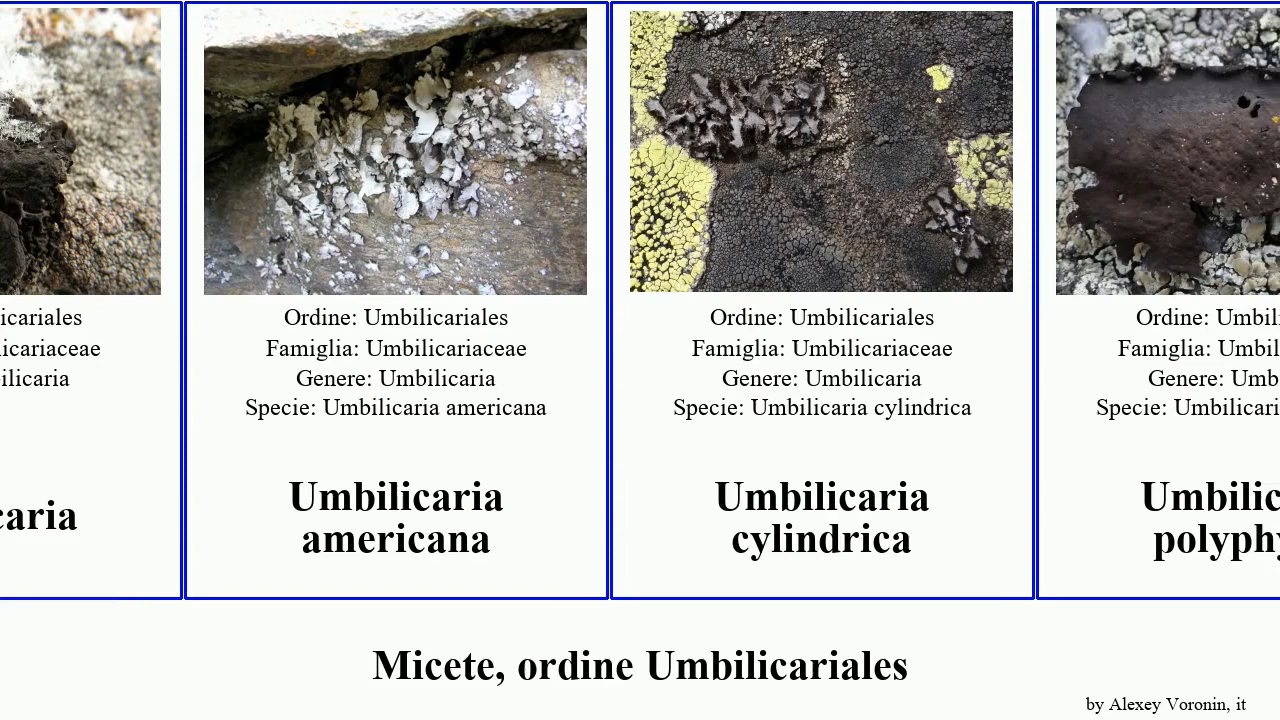 icariales
licariaceae
ilicaria
caria
Ordine: Umbilicariales
Famiglia: Umbilicariaceae
Genere: Umbilicaria
Specie: Umbilicaria americana
Umbilicaria
americana
Ordine: Umbilicariales
Famiglia: Umbilicariaceae
Genere: Umbilicaria
Specie: Umbilicaria cylindrica
Umbilicaria
cylindrica
Ordine: Umbil
Famiglia: Umbil
Genere: Umb
Specie: Umbilicari
Umbilic
polyphy
Micete, ordine Umbilicariales
by Alexey Voronin, it